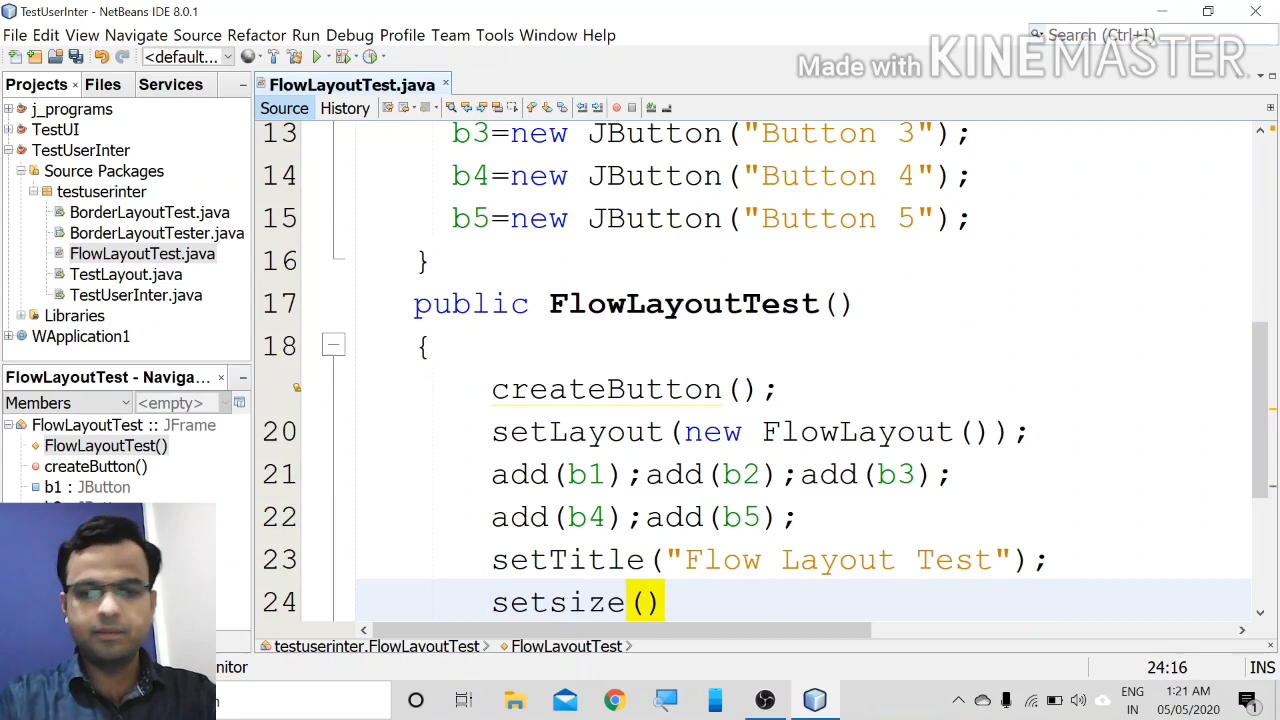 TestUserInter - NetBeans IDE 8.0.1
File Edit View Navigate Source Refactor Run Debug Profile Team Tools Window Help
Search (Ctrl+I)
<default...
Made with KINEMASTER
Projects Files Services
FlowLayoutTest.java
Source History
j_programs
TestUI
TestUserInter
Source Packages
testuserinter
BorderLayoutTest.java
BorderLayoutTester.java
FlowLayoutTest.java
TestLayout.java
TestUserInter.java
Libraries
WApplication1
FlowLayoutTest - Naviga...
Members <empty>
FlowLayoutTest :: JFrame
FlowLayoutTest()
createButton()
b1 : JButton
13 b3=new JButton("Button 3");
14 b4=new JButton("Button 4");
15 b5=new JButton("Button 5");
16 }
17 public FlowLayoutTest()
18 {
createButton();
20 setLayout(new FlowLayout());
21 add(b1);add(b2);add(b3);
22 add(b4);add(b5);
23 setTitle("Flow Layout Test");
24 setsize()
testuserinter.FlowLayoutTest FlowLayoutTest
nitor
24:16 INS
ENG
IN
1:21 AM
05/05/2020
1